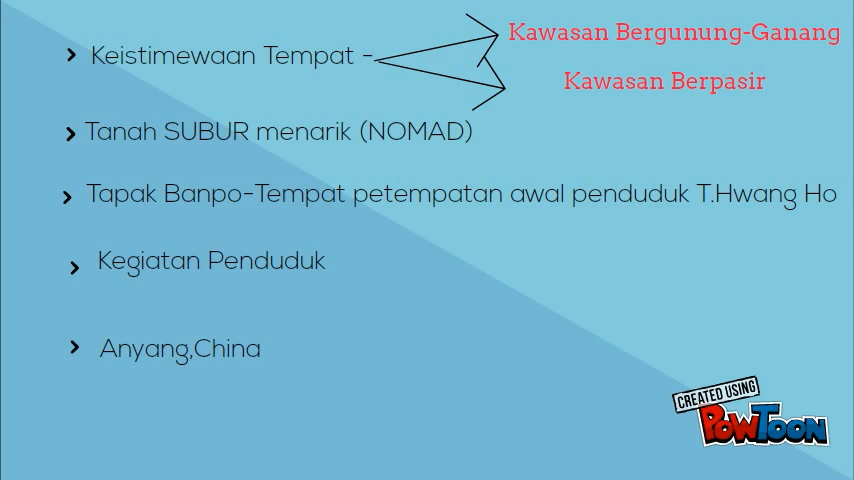 Keistimewaan Tempat -
Kawasan Bergunung-Ganang
Kawasan Berpasir
Tanah SUBUR menarik (NOMAD)
Tapak Banpo-Tempat petempatan awal penduduk T.Hwang Ho
Kegiatan Penduduk
Anyang,China
CREATED USING
POWTOON